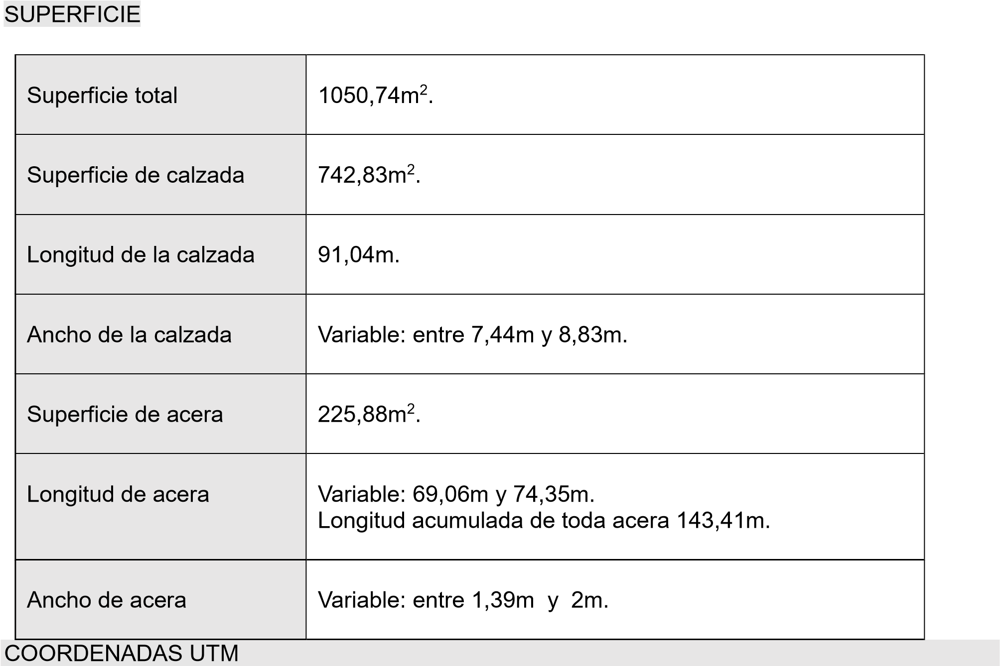 SUPERFICIE
Superficie total 1050,74m².
Superficie de calzada 742,83m².
Longitud de la calzada 91,04m.
Ancho de la calzada Variable: entre 7,44m y 8,83m.
Superficie de acera 225,88m².
Longitud de acera Variable: 69,06m y 74,35m.
Longitud acumulada de toda acera 143,41m.
Ancho de acera Variable: entre 1,39m  y  2m.
COORDENADAS UTM